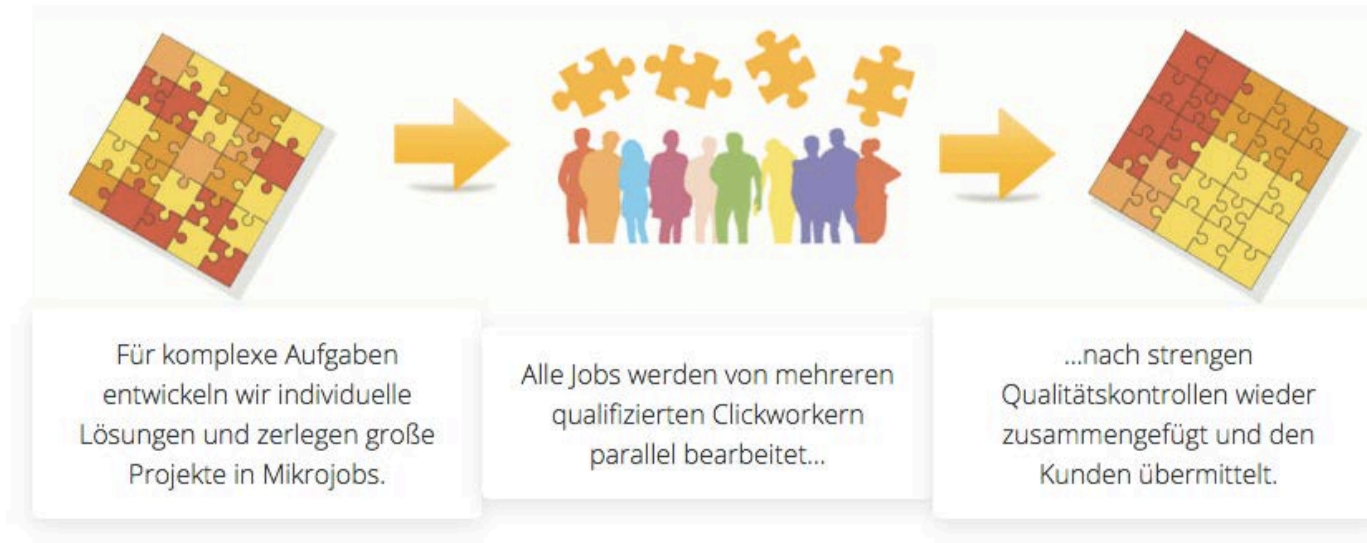 Für komplexe Aufgaben
entwickeln wir individuelle
Lösungen und zerlegen große
Projekte in Mikrojobs.
Alle Jobs werden von mehreren
qualifizierten Clickworkern
parallel bearbeitet...
...nach strengen
Qualitätskontrollen wieder
zusammengefügt und den
Kunden übermittelt.